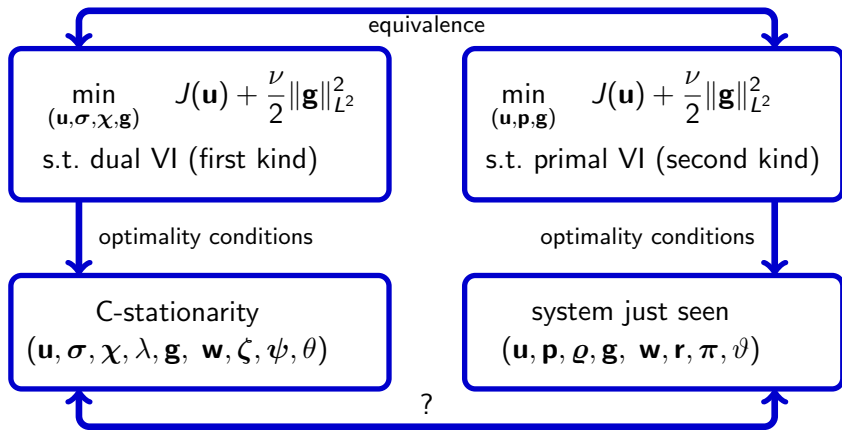 equivalence
min J(𝐮) + ν/2 ‖𝐠‖²_{L²}
(𝐮,𝝈,𝝌,𝐠)
s.t. dual VI (first kind)
min J(𝐮) + ν/2 ‖𝐠‖²_{L²}
(𝐮,𝐩,𝐠)
s.t. primal VI (second kind)
optimality conditions
optimality conditions
C-stationarity
(𝐮, 𝝈, 𝝌, λ, 𝐠, 𝐰, 𝜻, 𝝍, θ)
system just seen
(𝐮, 𝐩, 𝝔, 𝐠, 𝐰, 𝐫, 𝝅, ϑ)
?